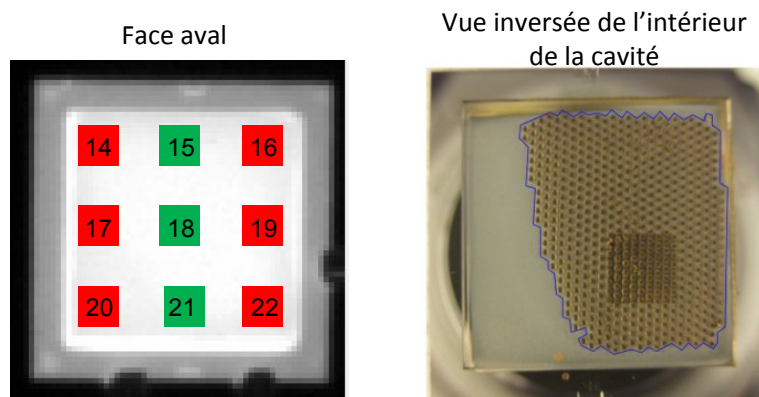 Face aval
Vue inversée de l’intérieur
de la cavité
14 15 16
17 18 19
20 21 22